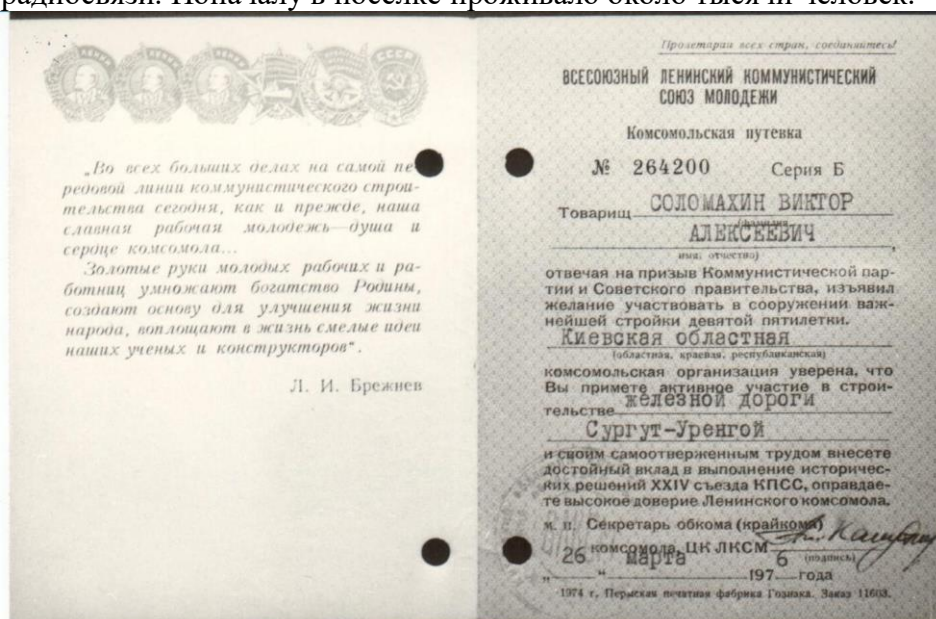 радиосвязи. Поначалу в поселке проживало около тысячи человек.
СССР
„Во всех больших делах на самой пе-
редовой линии коммунистического строи-
тельства сегодня, как и прежде, наша
славная рабочая молодежь—душа и
сердце комсомола...
Золотые руки молодых рабочих и ра-
ботниц умножают богатство Родины,
создают основу для улучшения жизни
народа, воплощают в жизнь смелые идеи
наших ученых и конструкторов“.
Л. И. Брежнев
Пролетарии всех стран, соединяйтесь!
ВСЕСОЮЗНЫЙ ЛЕНИНСКИЙ КОММУНИСТИЧЕСКИЙ
СОЮЗ МОЛОДЕЖИ
Комсомольская путевка
№ 264200 Серия Б
Товарищ СОЛОМАХИН ВИКТОР
(фамилия,
АЛЕКСЕЕВИЧ
имя, отчество)
отвечая на призыв Коммунистической пар-
тии и Советского правительства, изъявил
желание участвовать в сооружении важ-
нейшей стройки девятой пятилетки.
Киевская областная
(областная, краевая, республиканская)
комсомольская организация уверена, что
Вы примете активное участие в строи-
тельстве железной дороги
Сургут-Уренгой
и своим самоотверженным трудом внесете
достойный вклад в выполнение историчес-
ких решений XXIV съезда КПСС, оправдае-
те высокое доверие Ленинского комсомола.
м. п. Секретарь обкома (крайкома)
комсомола, ЦК ЛКСМ
(подпись)
„26“ марта 1976 года
1974 г. Пермская печатная фабрика Гознака. Заказ 11603.